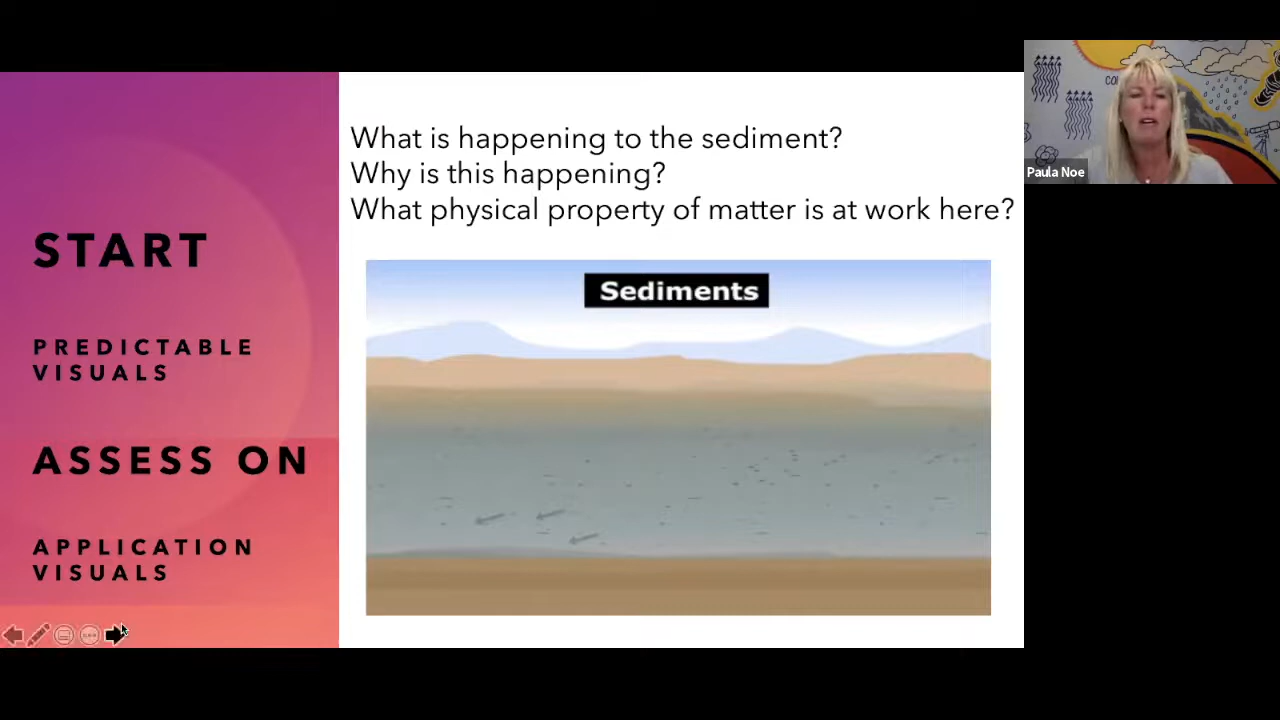 START
PREDICTABLE
VISUALS
ASSESS ON
APPLICATION
VISUALS
What is happening to the sediment?
Why is this happening?
What physical property of matter is at work here?
Sediments
Paula Noe